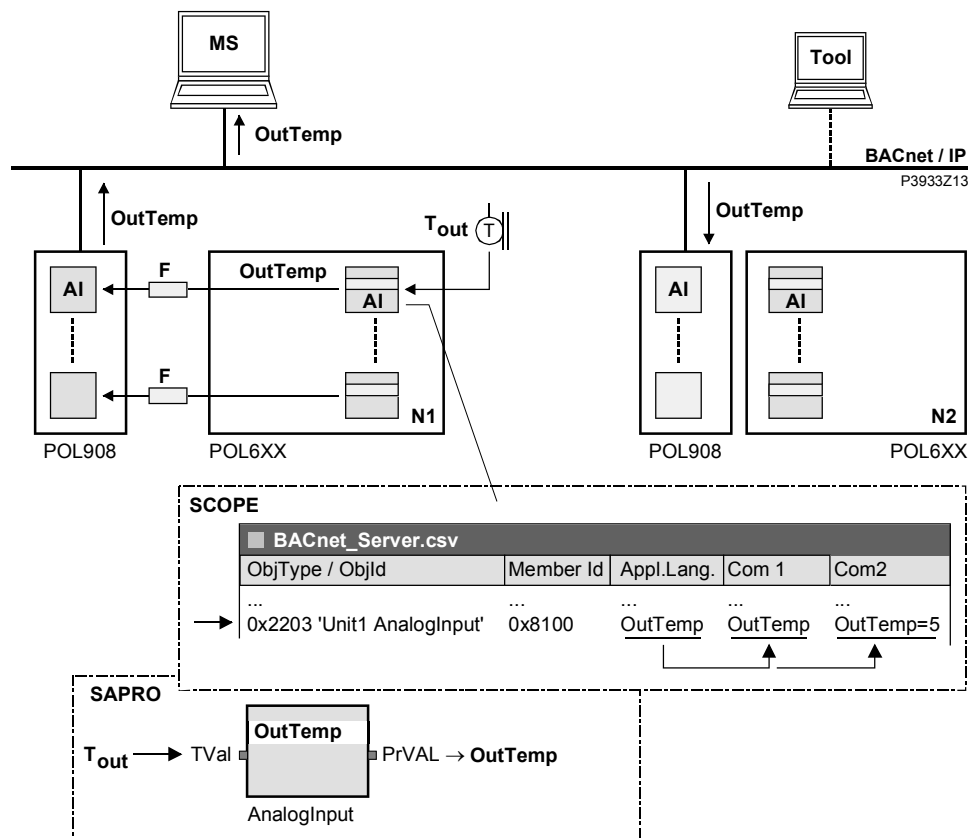 MS
Tool
OutTemp
BACnet / IP
P3933Z13
OutTemp
Tout
T
OutTemp
F
OutTemp
AI
AI
AI
AI
F
N1
N2
POL908
POL6XX
POL908
POL6XX
SCOPE
BACnet_Server.csv
ObjType / ObjId Member Id Appl.Lang. Com 1 Com2
... ... ... ... ...
0x2203 'Unit1 AnalogInput' 0x8100 OutTemp OutTemp OutTemp=5
SAPRO
OutTemp
Tout TVal PrVAL → OutTemp
AnalogInput